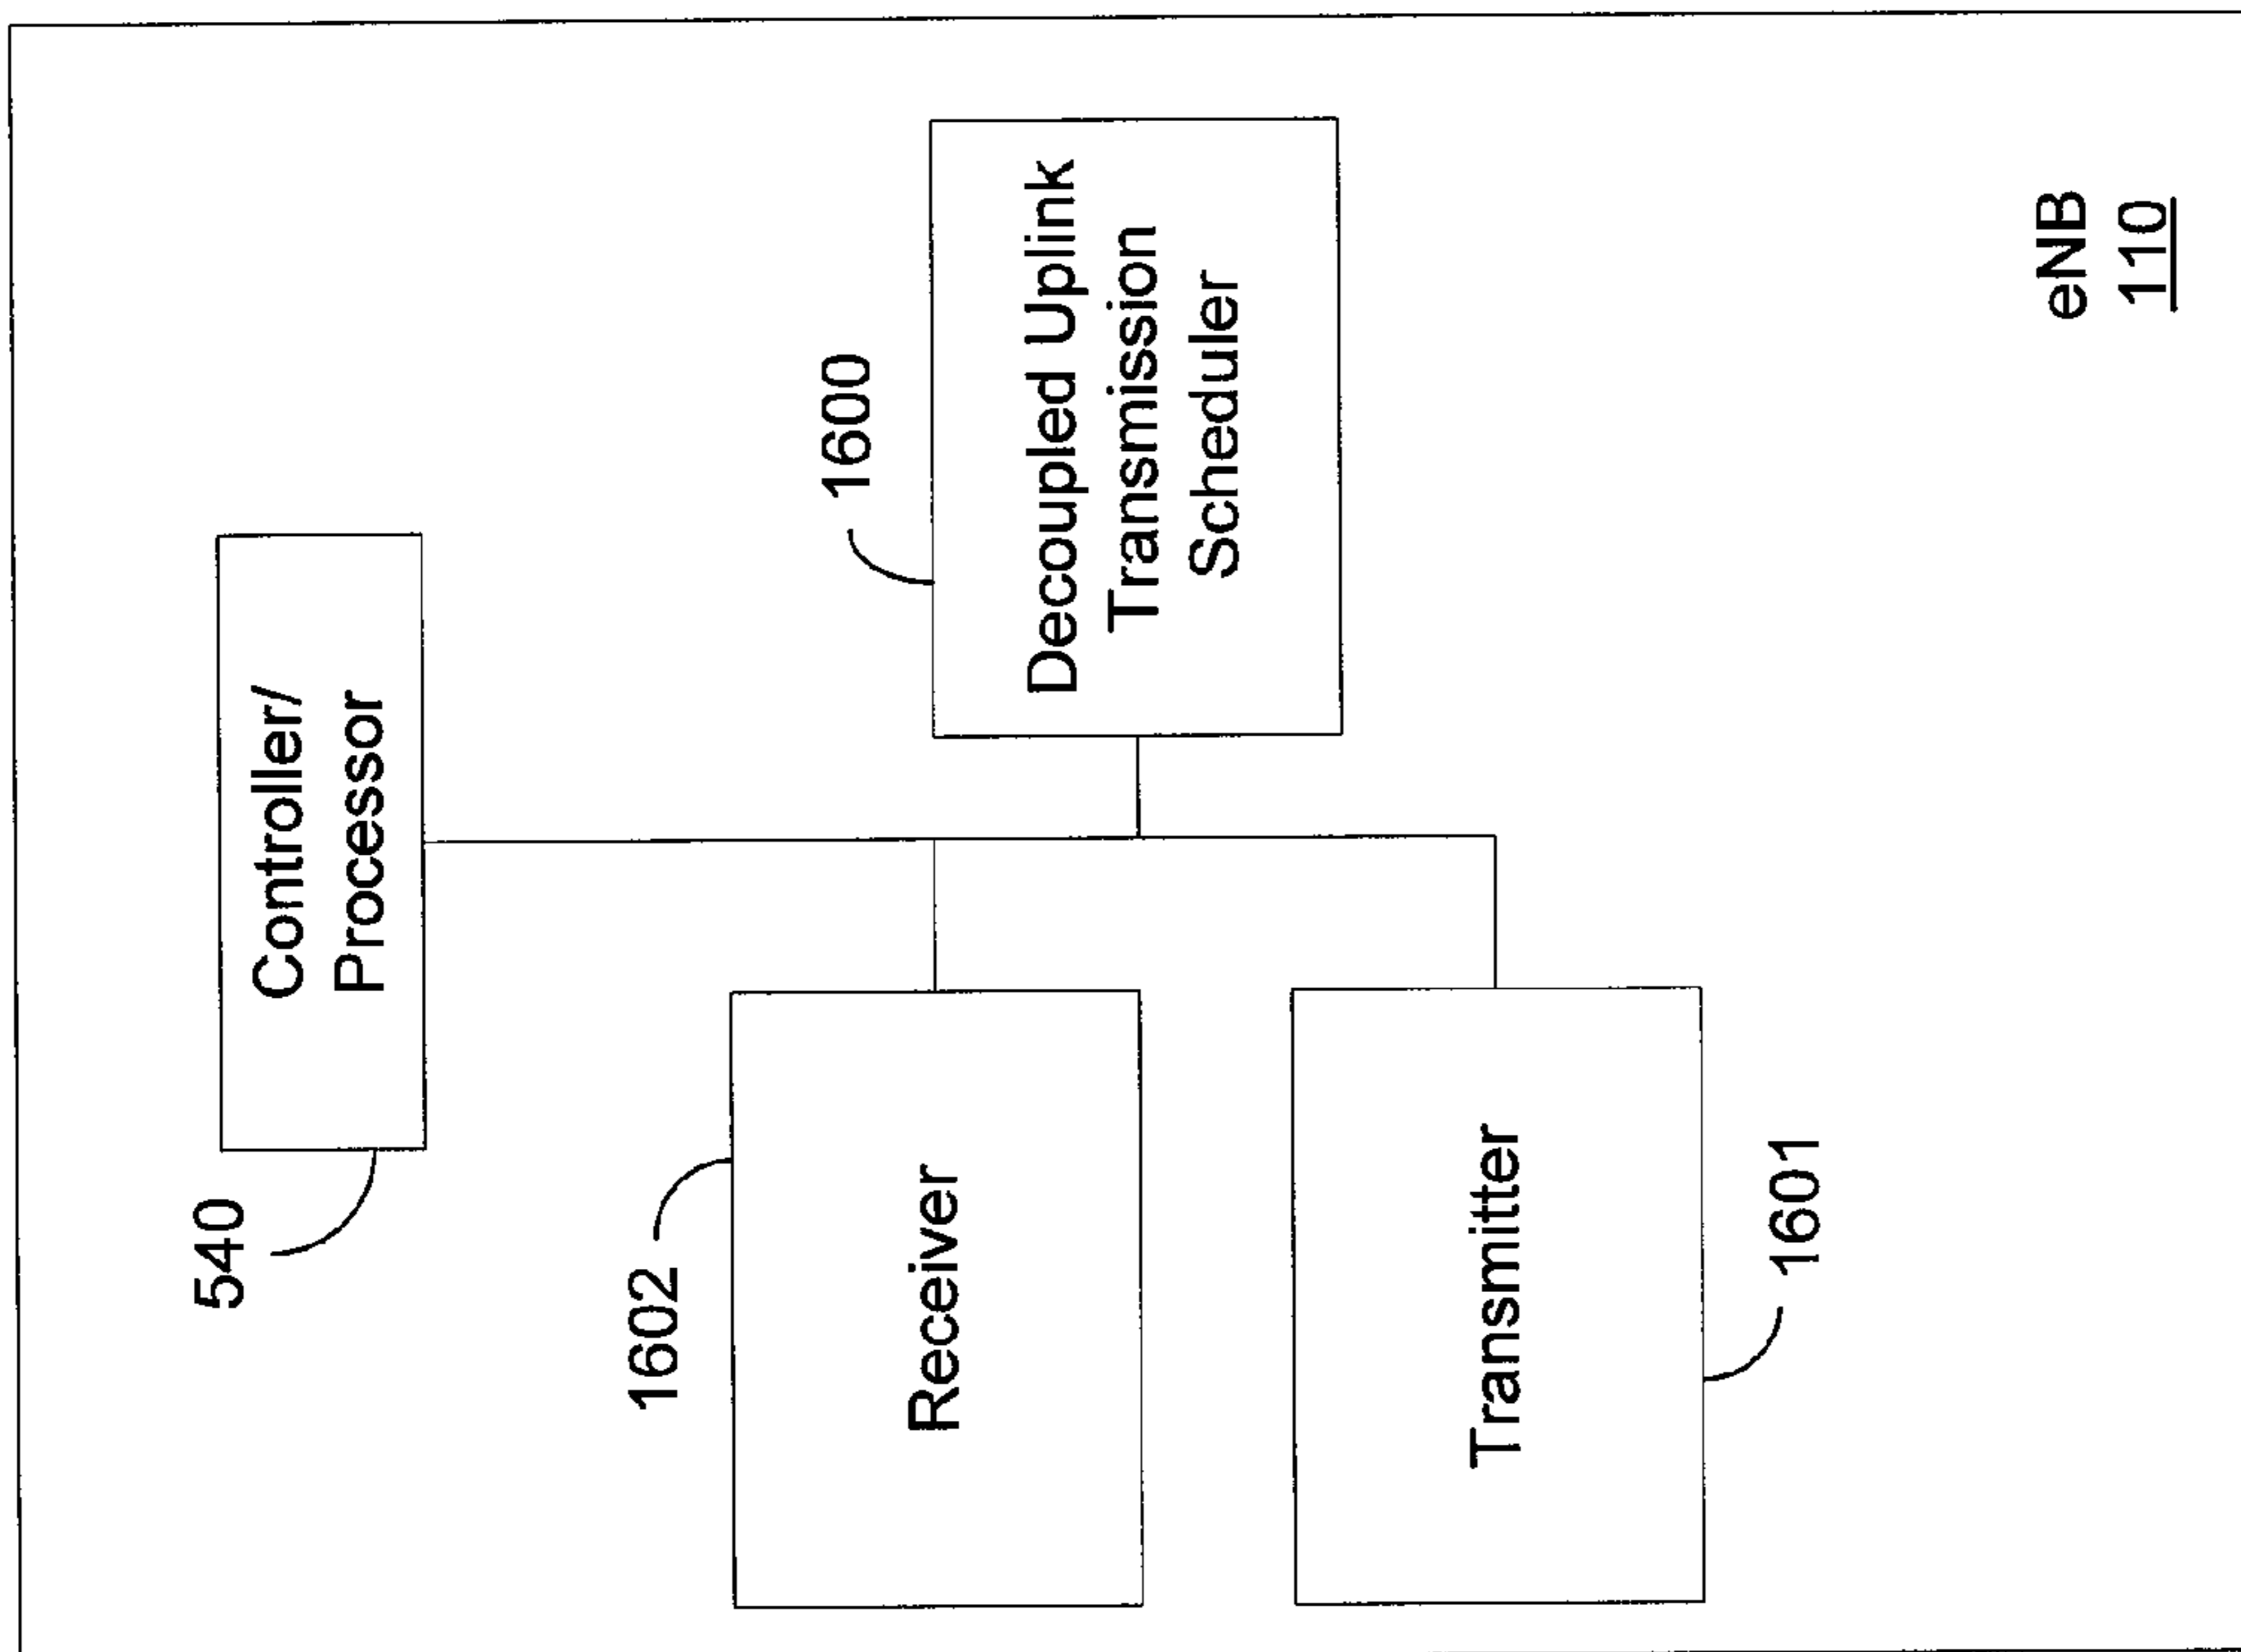 540
Controller/
Processor
1602
Receiver
1600
Decoupled Uplink
Transmission
Scheduler
Transmitter
1601
eNB
110